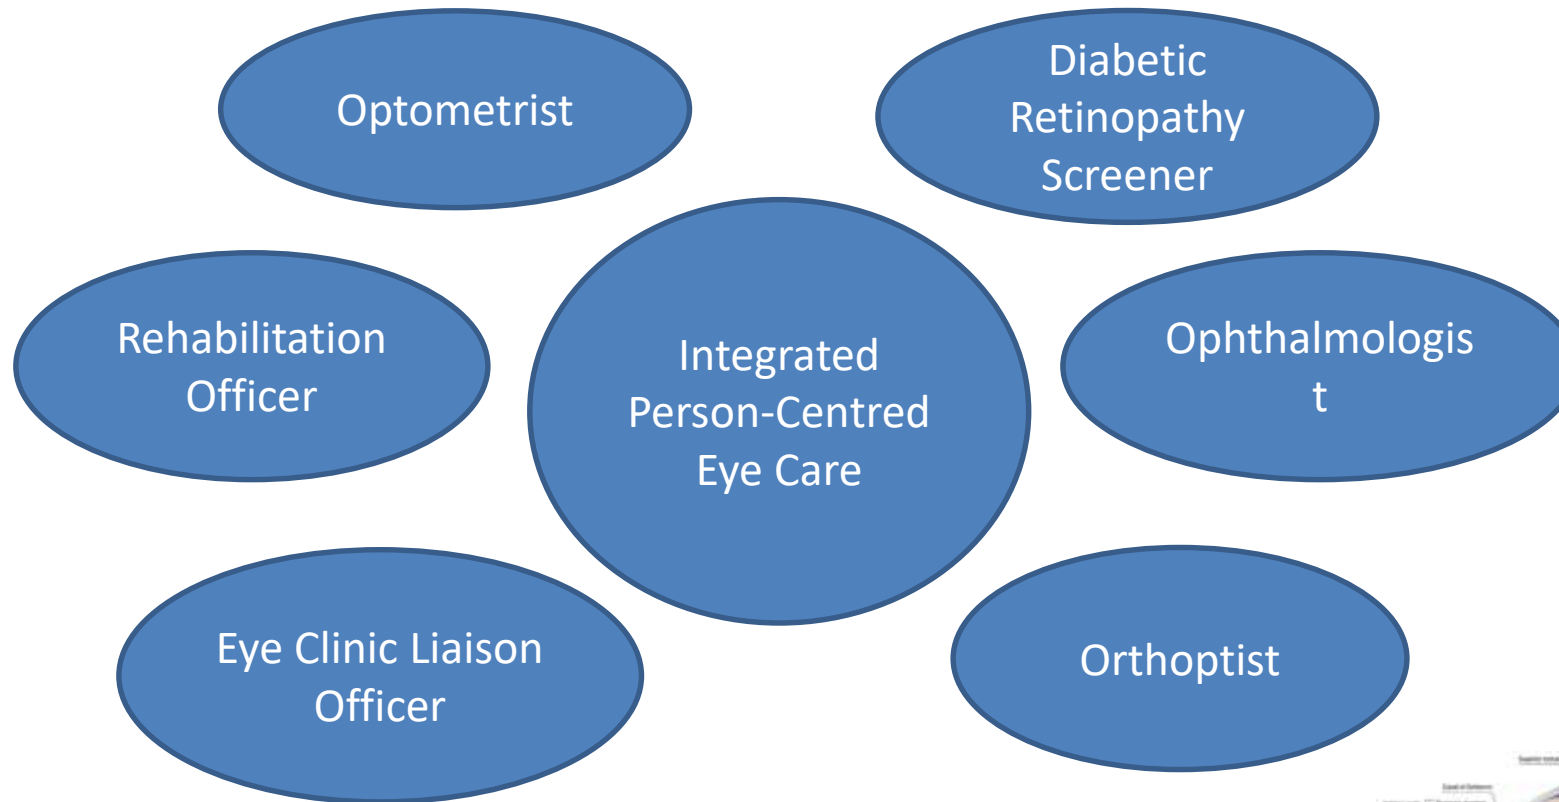 Optometrist
Diabetic
Retinopathy
Screener
Rehabilitation
Officer
Integrated
Person-Centred
Eye Care
Ophthalmologis
t
Eye Clinic Liaison
Officer
Orthoptist